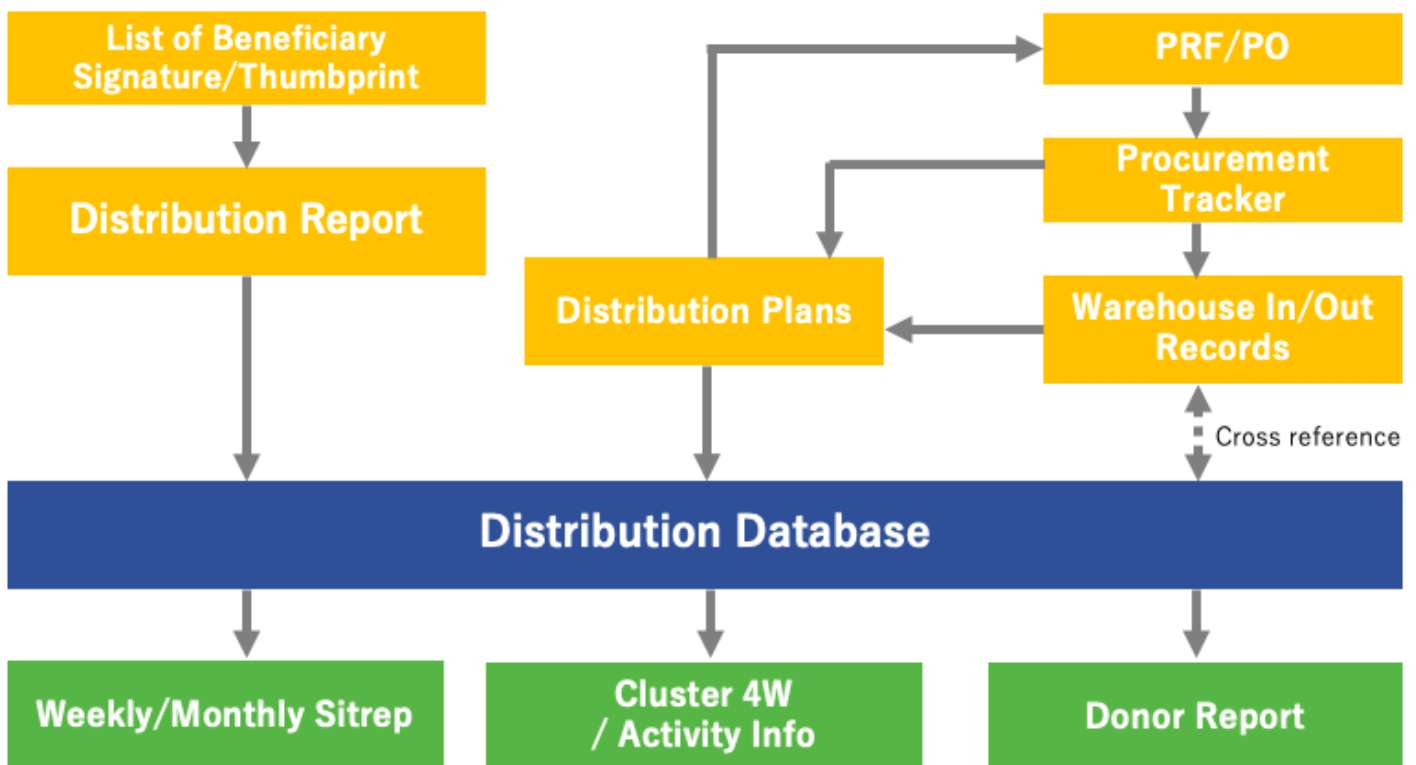 List of Beneficiary
Signature/Thumbprint
PRF/PO
Procurement
Tracker
Distribution Report
Distribution Plans
Warehouse In/Out
Records
Cross reference
Distribution Database
Weekly/Monthly Sitrep
Cluster 4W
/ Activity Info
Donor Report